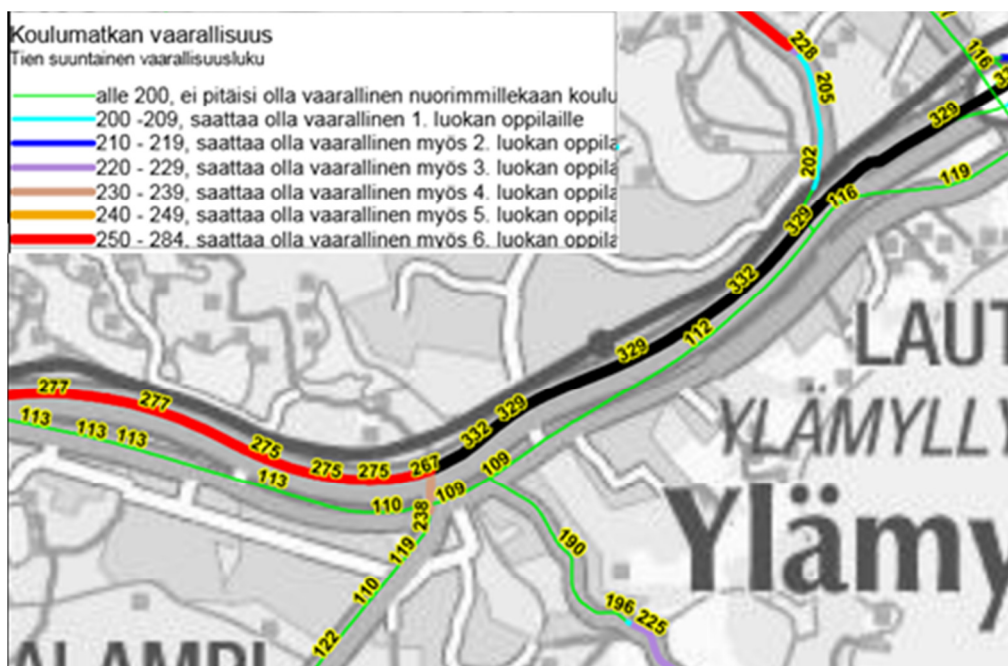 Koulumatkan vaarallisuus
Tien suuntainen vaarallisuusluku
alle 200, ei pitäisi olla vaarallinen nuorimmillekaan koulu
200 -209, saattaa olla vaarallinen 1. luokan oppilaille
210 - 219, saattaa olla vaarallinen myös 2. luokan oppila
220 - 229, saattaa olla vaarallinen myös 3. luokan oppila
230 - 239, saattaa olla vaarallinen myös 4. luokan oppila
240 - 249, saattaa olla vaarallinen myös 5. luokan oppila
250 - 284, saattaa olla vaarallinen myös 6. luokan oppila
228
205
202
116
329
119
116
329
332
112
329
329
332
LAUT
YLÄMYLLY
Ylämy
277
277
275
275
275
267
113
113
113
113
110
109
109
238
119
110
122
190
196
225
ALAMPI